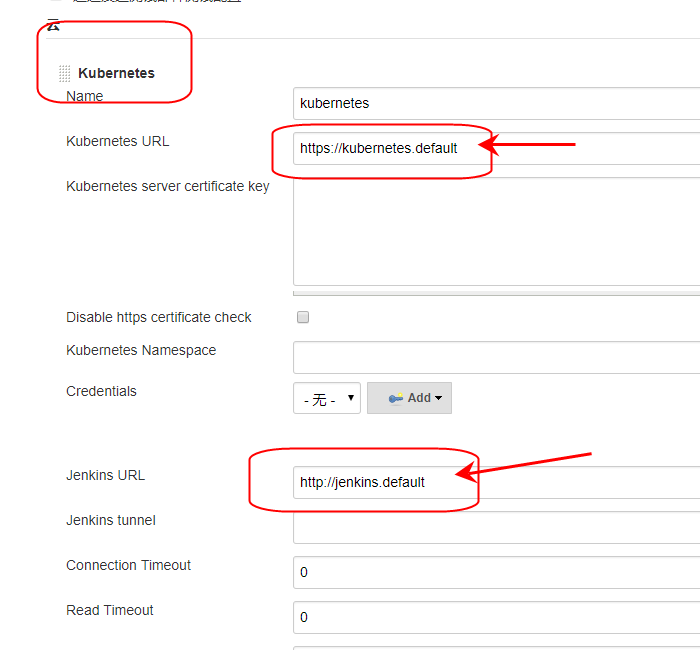 云
Kubernetes
Name
kubernetes
Kubernetes URL
https://kubernetes.default
Kubernetes server certificate key
Disable https certificate check
Kubernetes Namespace
Credentials
- 无 -
Add
Jenkins URL
http://jenkins.default
Jenkins tunnel
Connection Timeout
0
Read Timeout
0